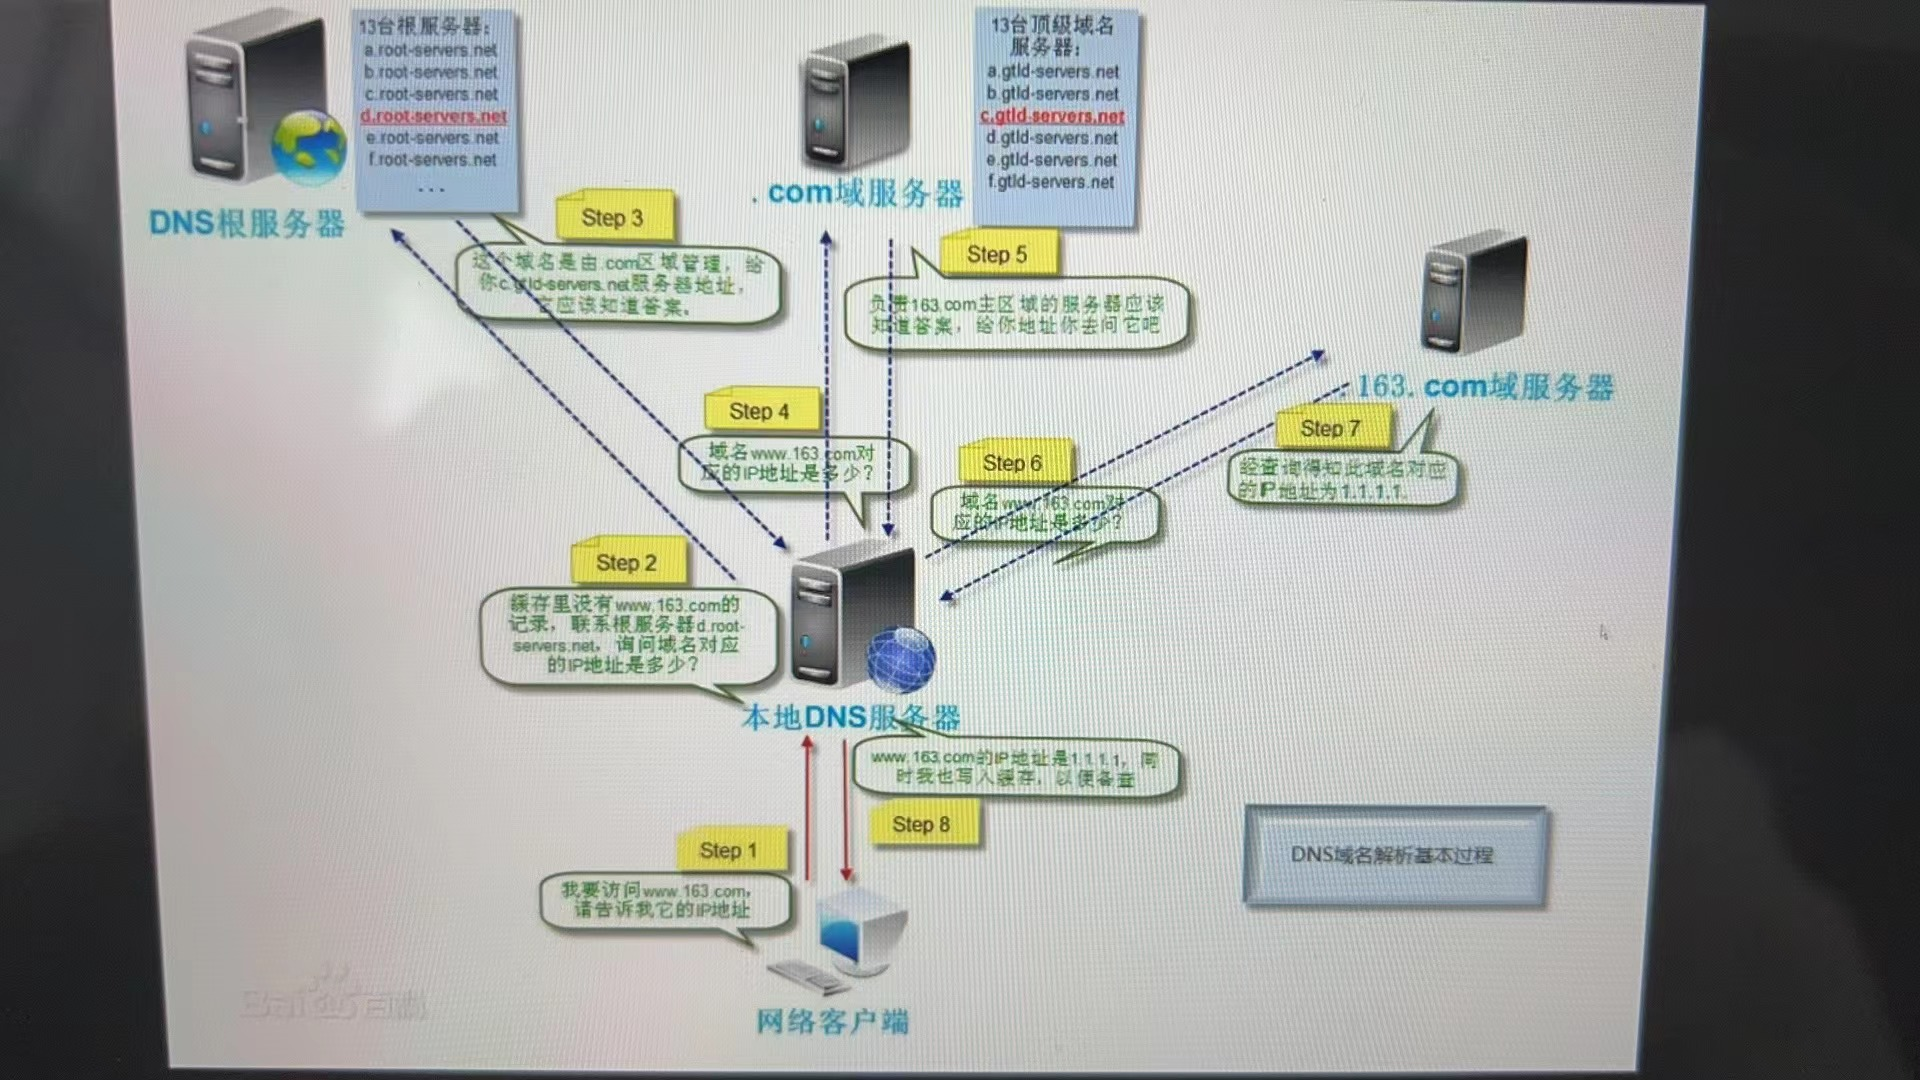 13台根服务器：
a.root-servers.net
b.root-servers.net
c.root-servers.net
d.root-servers.net
e.root-servers.net
f.root-servers.net
...
DNS根服务器
13台顶级域名
服务器：
a.gtld-servers.net
b.gtld-servers.net
c.gtld-servers.net
d.gtld-servers.net
e.gtld-servers.net
f.gtld-servers.net
.com域服务器
Step 3
这个域名是由.com区域管理，给
你c.gtld-servers.net服务器地址，
它应该知道答案。
Step 5
负责163.com主区域的服务器应该
知道答案，给你地址你去问它吧
163.com域服务器
Step 4
域名www.163.com对
应的IP地址是多少？
Step 6
域名www.163.com对
应的IP地址是多少？
Step 7
经查询得知此域名对应
的IP地址为1.1.1.1.
Step 2
缓存里没有www.163.com的
记录，联系根服务器d.root-
servers.net，询问域名对应
的IP地址是多少？
本地DNS服务器
www.163.com的IP地址是1.1.1.1，同
时我也写入缓存，以便备查
Step 8
Step 1
我要访问www.163.com，
请告诉我它的IP地址
网络客户端
DNS域名解析基本过程
Baidu百科